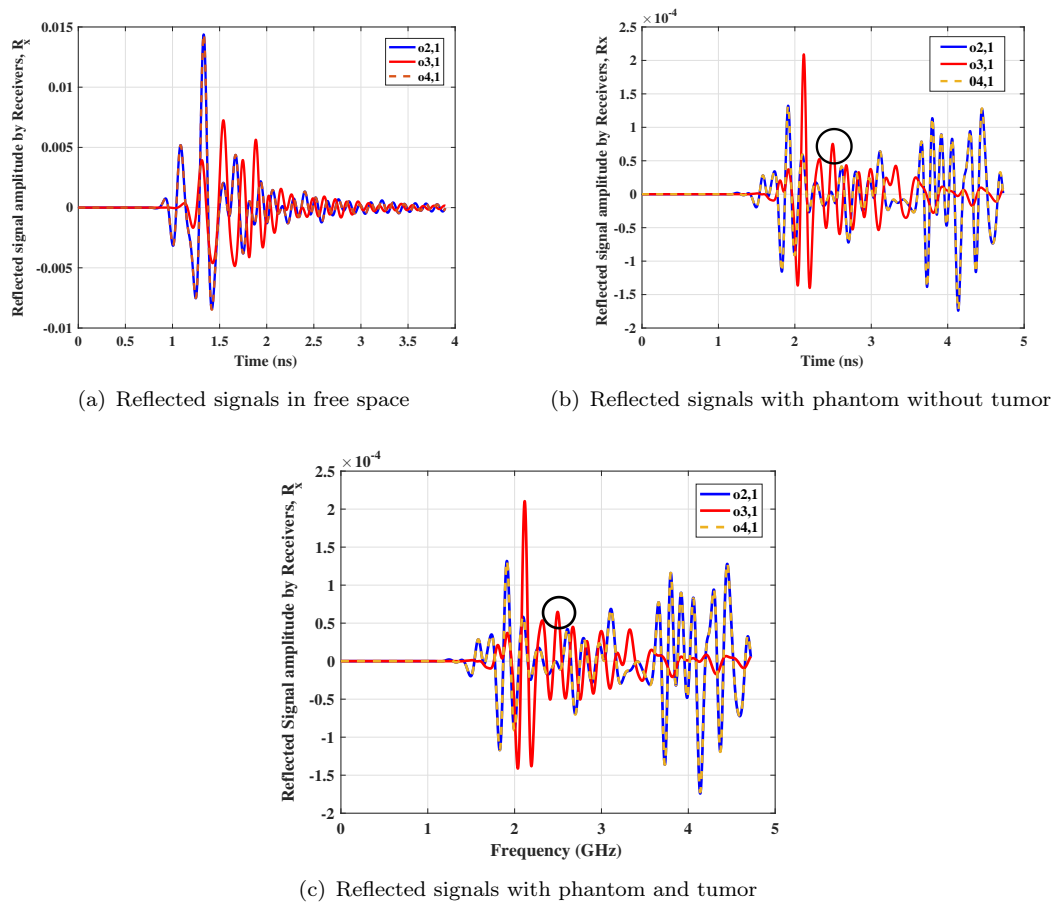 Reflected signal amplitude by Receivers, R_x
0.015
0.01
0.005
0
-0.005
-0.01
0 0.5 1 1.5 2 2.5 3 3.5 4
Time (ns)
o2,1
o3,1
o4,1
(a) Reflected signals in free space
×10^-4
Reflected signal amplitude by Receivers, Rx
2.5
2
1.5
1
0.5
0
-0.5
-1
-1.5
-2
0 1 2 3 4 5
Time (ns)
o2,1
o3,1
04,1
(b) Reflected signals with phantom without tumor
×10^-4
Reflected Signal amplitude by Receivers, R_x
2.5
2
1.5
1
0.5
0
-0.5
-1
-1.5
-2
0 1 2 3 4 5
Frequency (GHz)
o2,1
o3,1
o4,1
(c) Reflected signals with phantom and tumor